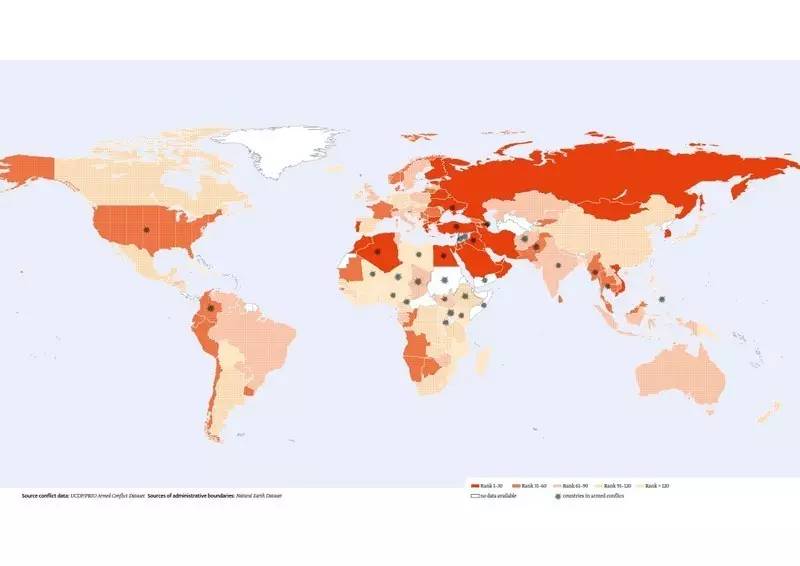 Rank 1–30 Rank 31–60 Rank 61–90 Rank 91–120 Rank > 120
Source conflict data: UCDP/PRIO Armed Conflict Dataset Sources of administrative boundaries: Natural Earth Dataset
no data available countries in armed conflict